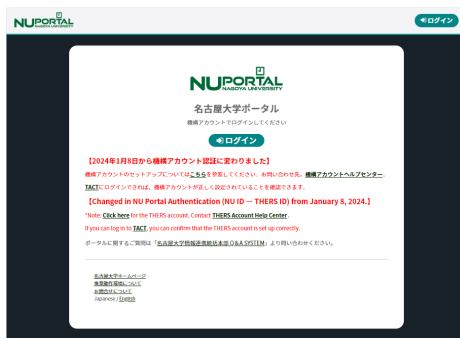 NUPORTAL
NAGOYA UNIVERSITY
ログイン
NUPORTAL
NAGOYA UNIVERSITY
名古屋大学ポータル
機構アカウントでログインしてください
ログイン
【2024年1月8日から機構アカウント認証に変わりました】
機構アカウントのセットアップについてはこちらを参照してください。お問い合わせ先。機構アカウントヘルプセンター.
TACTにログインできれば、機構アカウントが正しく設定されていることを確認できます。
【Changed in NU Portal Authentication (NU ID → THERS ID) from January 8, 2024.】
*Note: Click here for the THERS account. Contact THERS Account Help Center.
If you can log in to TACT, you can confirm that the THERS account is set up correctly.
ポータルに関するご質問は「名古屋大学情報連携統括本部 Q&A SYSTEM」より問い合わせください。
名古屋大学ホームページ
推奨動作環境について
お問合せについて
Japanese / English